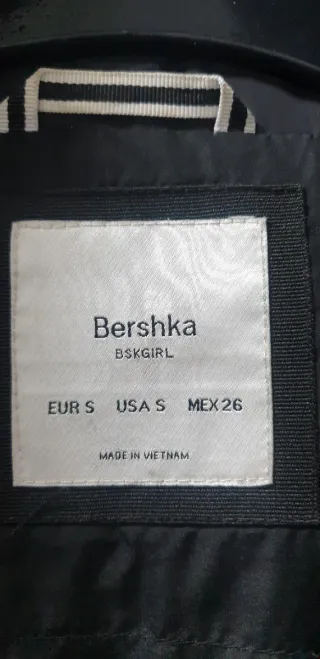 Bershka
BSKGIRL
EUR S USA S MEX 26
MADE IN VIETNAM